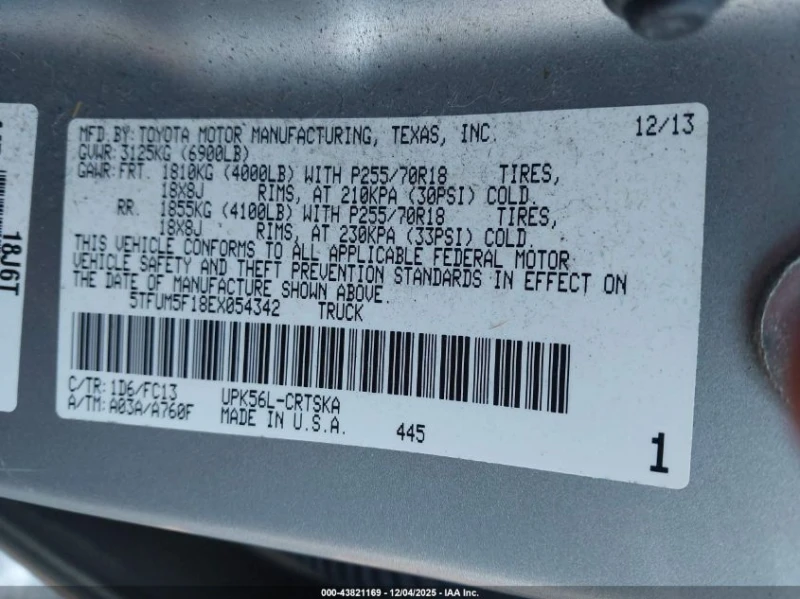 MFD.BY: TOYOTA MOTOR MANUFACTURING, TEXAS, INC. 12/13
GVWR: 3125KG (6900LB)
GAWR: FRT. 1810KG (4000LB) WITH P255/70R18 TIRES,
18X8J RIMS, AT 210KPA (30PSI) COLD.
RR. 1855KG (4100LB) WITH P255/70R18 TIRES,
18X8J RIMS, AT 230KPA (33PSI) COLD.
THIS VEHICLE CONFORMS TO ALL APPLICABLE FEDERAL MOTOR
VEHICLE SAFETY AND THEFT PREVENTION STANDARDS IN EFFECT ON
THE DATE OF MANUFACTURE SHOWN ABOVE.
5TFUM5F18EX054342 TRUCK
C/TR: 1D6/FC13 UPK56L-CRTSKA
A/TM: A03A/A760F MADE IN U.S.A. 445
1
18J6T
000-43821169 - 12/04/2025 - IAA Inc.